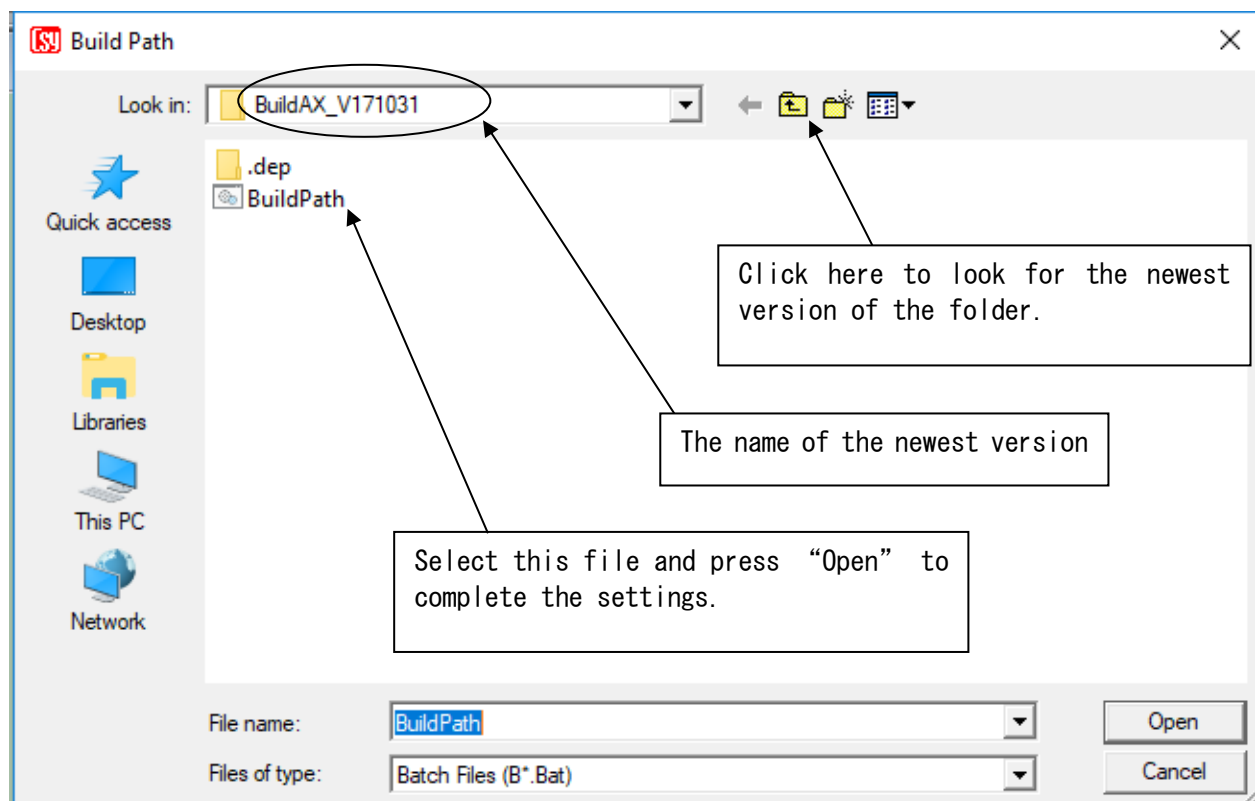 CSY Build Path
Look in: BuildAX_V171031
.dep
BuildPath
Quick access
Desktop
Libraries
This PC
Network
Click here to look for the newest
version of the folder.
The name of the newest version
Select this file and press “Open” to
complete the settings.
File name: BuildPath Open
Files of type: Batch Files (B*.Bat) Cancel